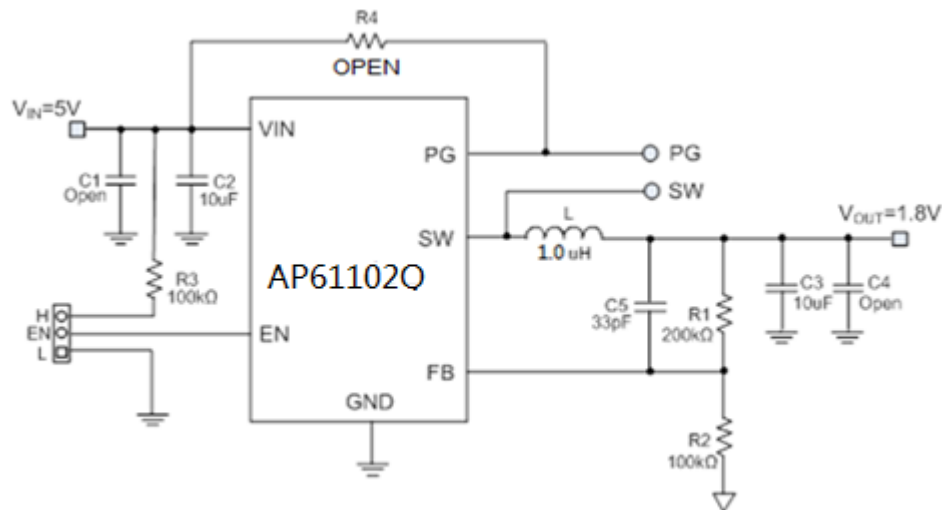 R4
OPEN
V_IN=5V
VIN
PG
PG
SW
C1
Open
C2
10uF
L
V_OUT=1.8V
SW
1.0 uH
AP61102Q
R3
100kΩ
C5
33pF
R1
200kΩ
C3
10uF
C4
Open
H
EN
L
EN
FB
GND
R2
100kΩ